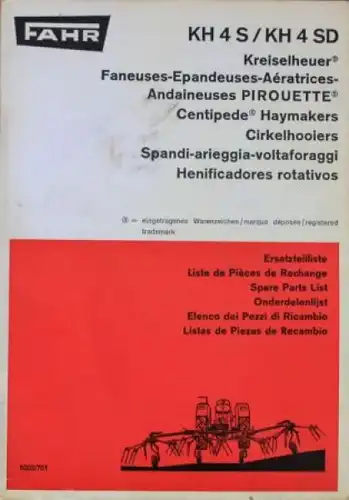 FAHR
KH 4 S / KH 4 SD
Kreiselheuer®
Faneuses-Epandeuses-Aératrices-
Andaineuses PIROUETTE®
Centipede® Haymakers
Cirkelhooiers
Spandi-arieggia-voltaforaggi
Henificadores rotativos
® = eingetragenes Warenzeichen/marque déposée/registered
trademark
Ersatzteilliste
Liste de Pièces de Rechange
Spare Parts List
Onderdelenlijst
Elenco dei Pezzi di Ricambio
Listas de Piezas de Recambio